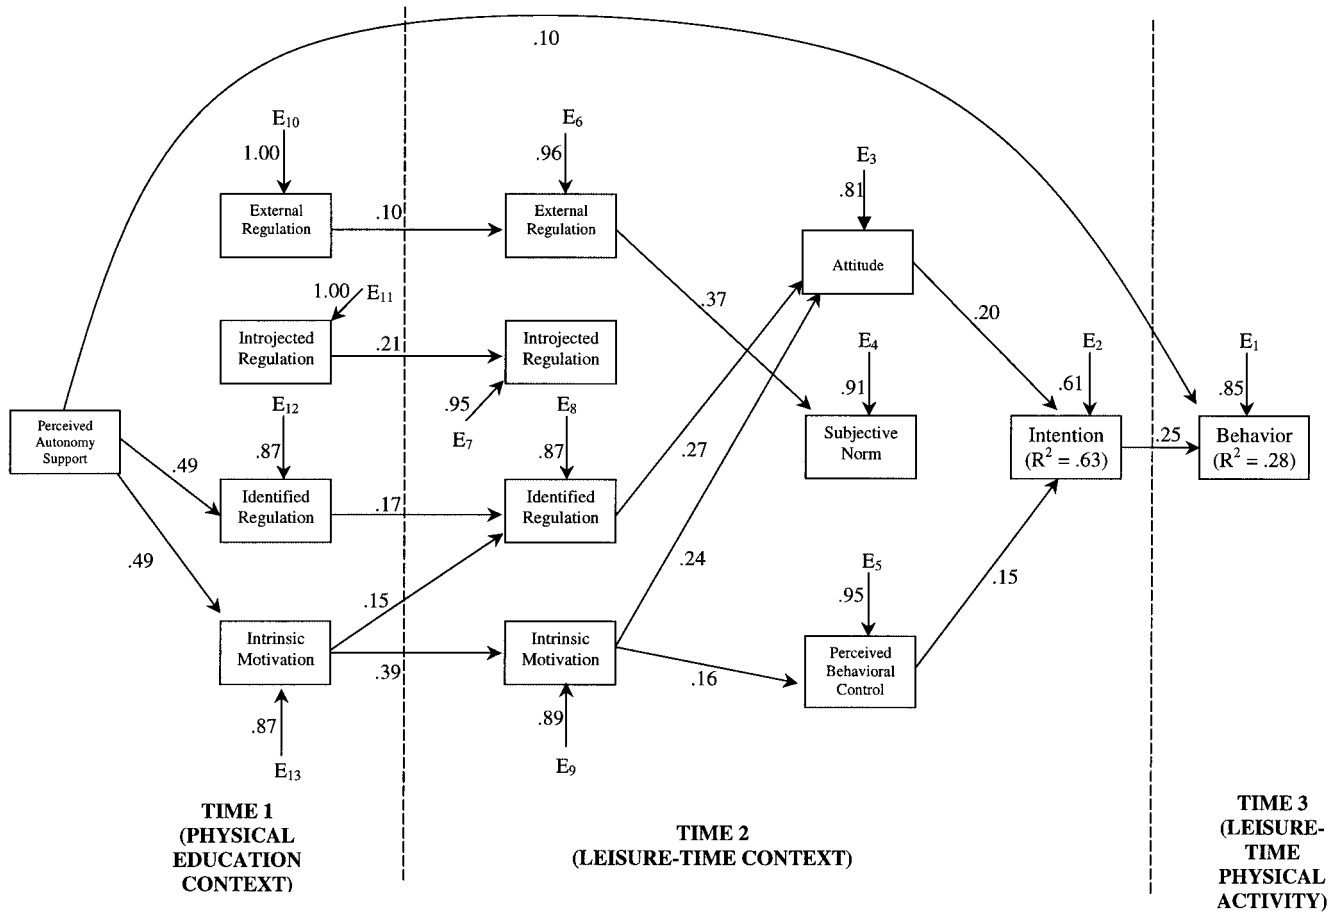 .10
E10
E6
1.00
.96
E3
.81
External
Regulation
.10
External
Regulation
Attitude
1.00
E11
.37
.20
Introjected
Regulation
.21
Introjected
Regulation
E4
E2
E1
.91
.61
.85
E12
.95
E7
E8
Perceived
Autonomy
Support
.87
.87
Subjective
Norm
Intention
(R2 = .63)
.25
Behavior
(R2 = .28)
.49
.27
Identified
Regulation
.17
Identified
Regulation
.49
.24
E5
.15
.95
.15
Intrinsic
Motivation
.39
Intrinsic
Motivation
.16
Perceived
Behavioral
Control
.87
.89
E13
E9
TIME 1
(PHYSICAL
EDUCATION
CONTEXT)
TIME 2
(LEISURE-TIME CONTEXT)
TIME 3
(LEISURE-
TIME
PHYSICAL
ACTIVITY)